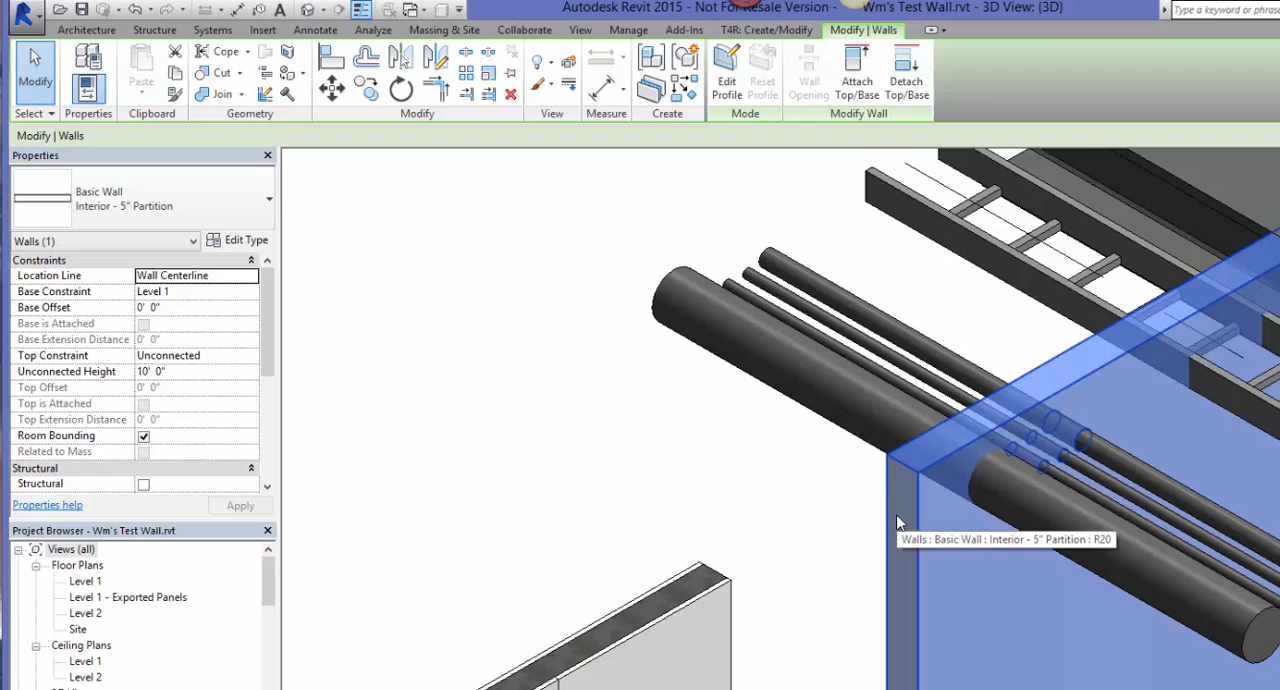 Autodesk Revit 2015 - Not For Resale Version - Wm's Test Wall.rvt - 3D View: {3D}
Type a keyword or phrase
Architecture Structure Systems Insert Annotate Analyze Massing & Site Collaborate View Manage Add-Ins T4R: Create/Modify Modify | Walls
Modify
Paste
Cope
Cut
Join
Edit Profile
Reset Profile
Wall Opening
Attach Top/Base
Detach Top/Base
Select Properties Clipboard Geometry Modify View Measure Create Mode Modify Wall
Modify | Walls
Properties
Basic Wall
Interior - 5" Partition
Walls (1)
Edit Type
Constraints
Location Line Wall Centerline
Base Constraint Level 1
Base Offset 0' 0"
Base is Attached
Base Extension Distance 0' 0"
Top Constraint Unconnected
Unconnected Height 10' 0"
Top Offset 0' 0"
Top is Attached
Top Extension Distance 0' 0"
Room Bounding
Related to Mass
Structural
Structural
Properties help
Apply
Project Browser - Wm's Test Wall.rvt
Views (all)
Floor Plans
Level 1
Level 1 - Exported Panels
Level 2
Site
Ceiling Plans
Level 1
Level 2
Walls : Basic Wall : Interior - 5" Partition : R20